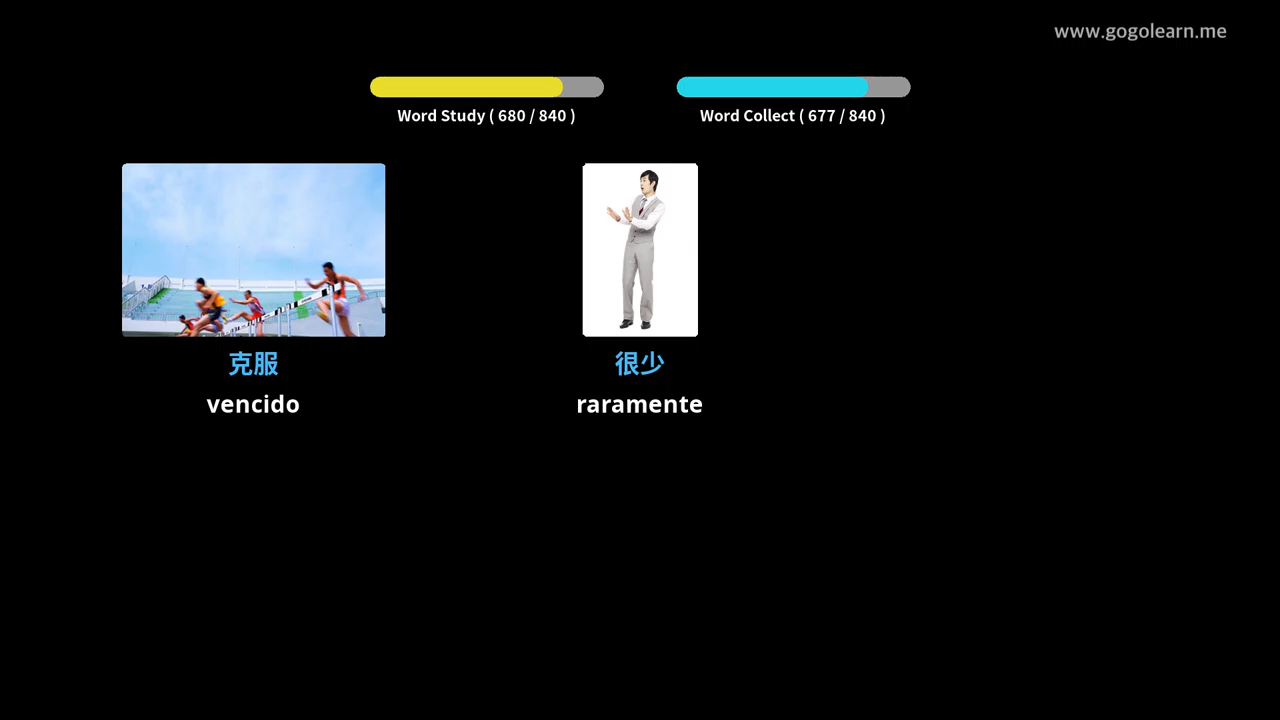 www.gogolearn.me
Word Study ( 680 / 840 )
Word Collect ( 677 / 840 )
克服
vencido
很少
raramente